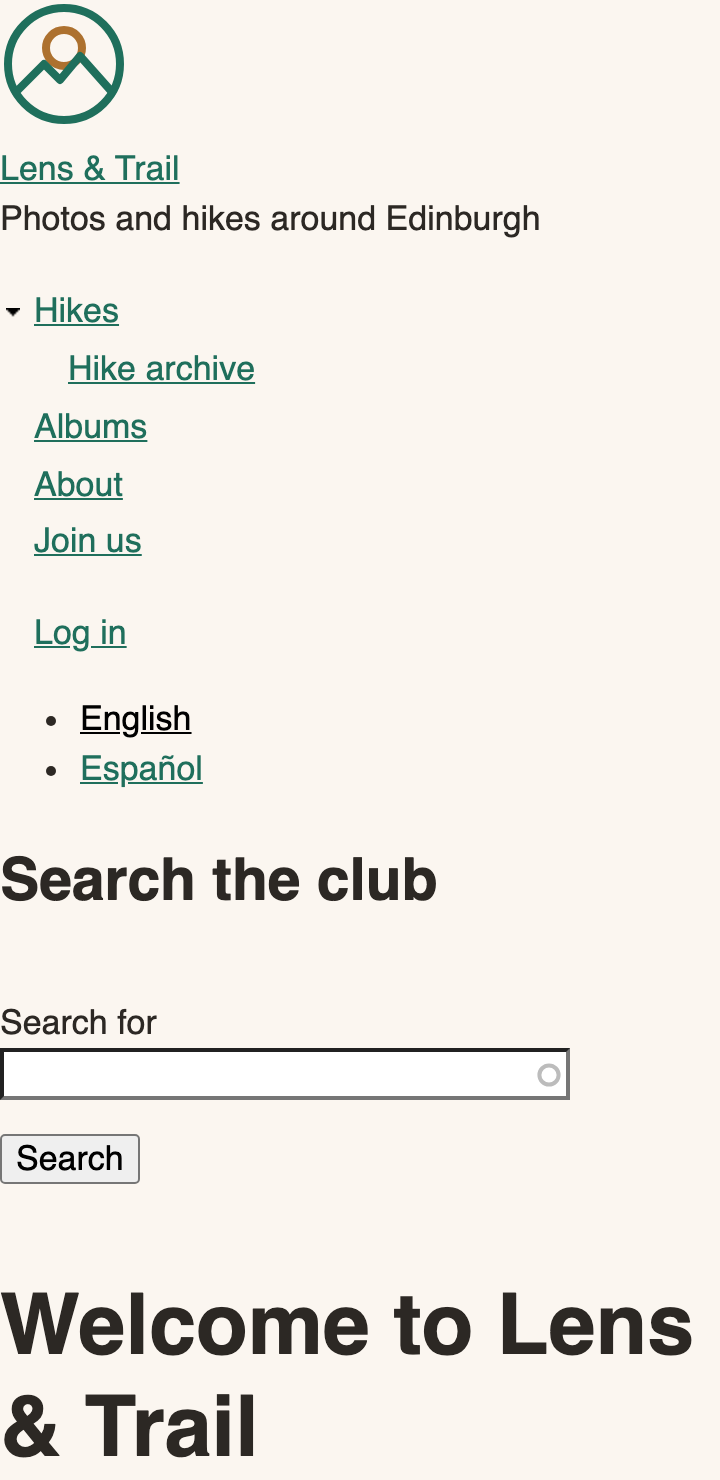 Lens & Trail
Photos and hikes around Edinburgh
Hikes
Hike archive
Albums
About
Join us
Log in
English
Español
Search the club
Search for
Search
Welcome to Lens
& Trail